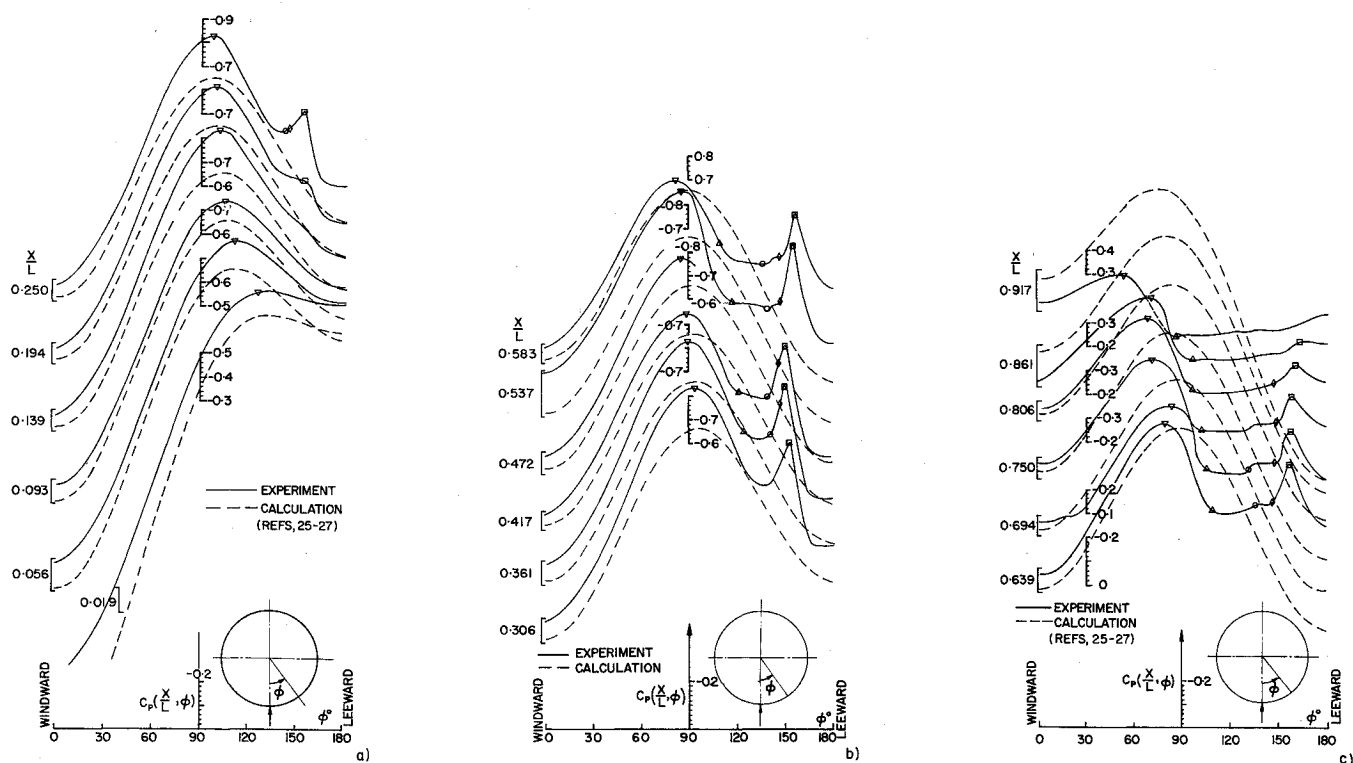 0.9
-0.7
-0.7
-0.7
-0.6
-0.7
-0.6
-0.6
-0.5
-0.5
-0.4
-0.3
X
L
0.250
0.194
0.139
0.093
0.056
0.019
EXPERIMENT
CALCULATION
(REFS, 25-27)
-0.2
Cp(X/L, φ)
φ
φ°
WINDWARD
LEEWARD
0 30 60 90 120 150 180
a)
0.8
0.7
-0.8
-0.7
-0.8
-0.7
-0.6
-0.7
-0.7
-0.7
-0.6
X
L
0.583
0.537
0.472
0.417
0.361
0.306
EXPERIMENT
CALCULATION
-0.2
Cp(X/L, φ)
φ
φ°
WINDWARD
LEEWARD
0 30 60 90 120 150 180
b)
-0.4
-0.3
-0.3
-0.2
-0.3
-0.2
-0.3
-0.2
-0.2
-0.1
-0.2
0
X
L
0.917
0.861
0.806
0.750
0.694
0.639
EXPERIMENT
CALCULATION
(REFS, 25-27)
-0.2
Cp(X/L, φ)
φ
φ°
WINDWARD
LEEWARD
0 30 60 90 120 150 180
c)